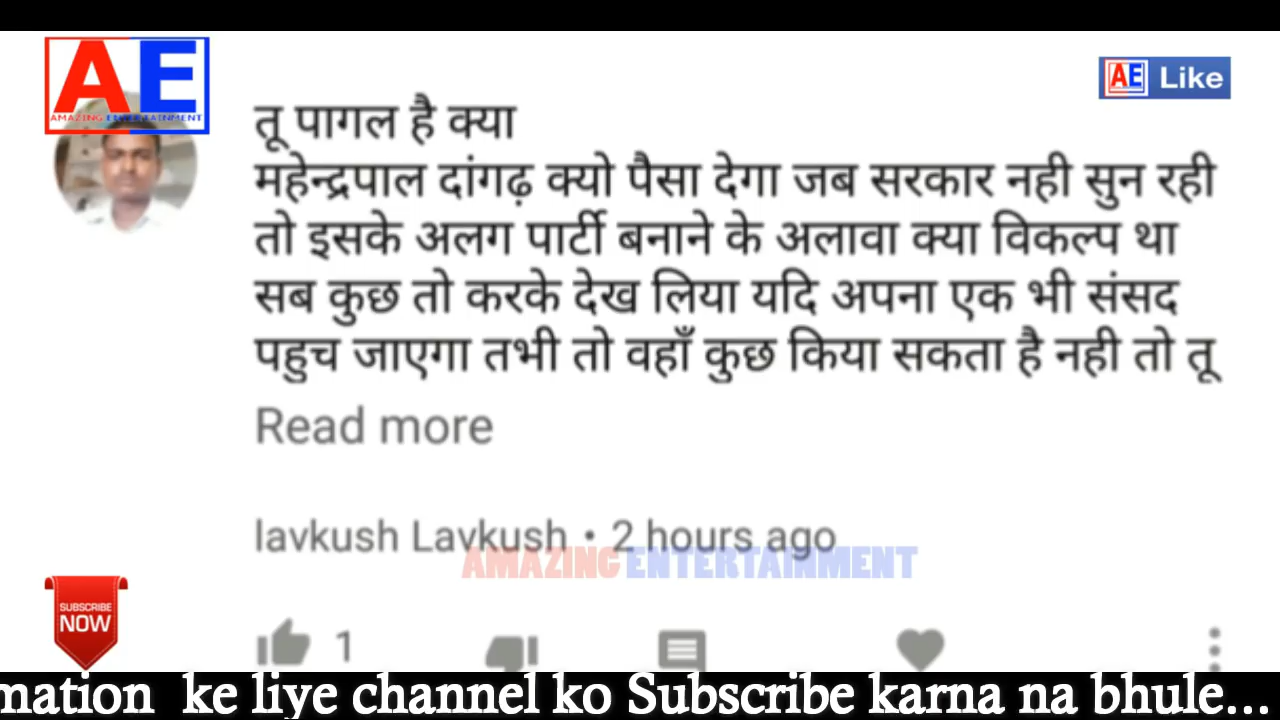 AE
AMAZING ENTERTAINMENT
AE Like
तू पागल है क्या
महेन्द्रपाल दांगढ़ क्यो पैसा देगा जब सरकार नही सुन रही
तो इसके अलग पार्टी बनाने के अलावा क्या विकल्प था
सब कुछ तो करके देख लिया यदि अपना एक भी संसद
पहुच जाएगा तभी तो वहाँ कुछ किया सकता है नही तो तू
Read more
lavkush Lavkush • 2 hours ago
AMAZING ENTERTAINMENT
SUBSCRIBE
NOW
1
mation ke liye channel ko Subscribe karna na bhule...